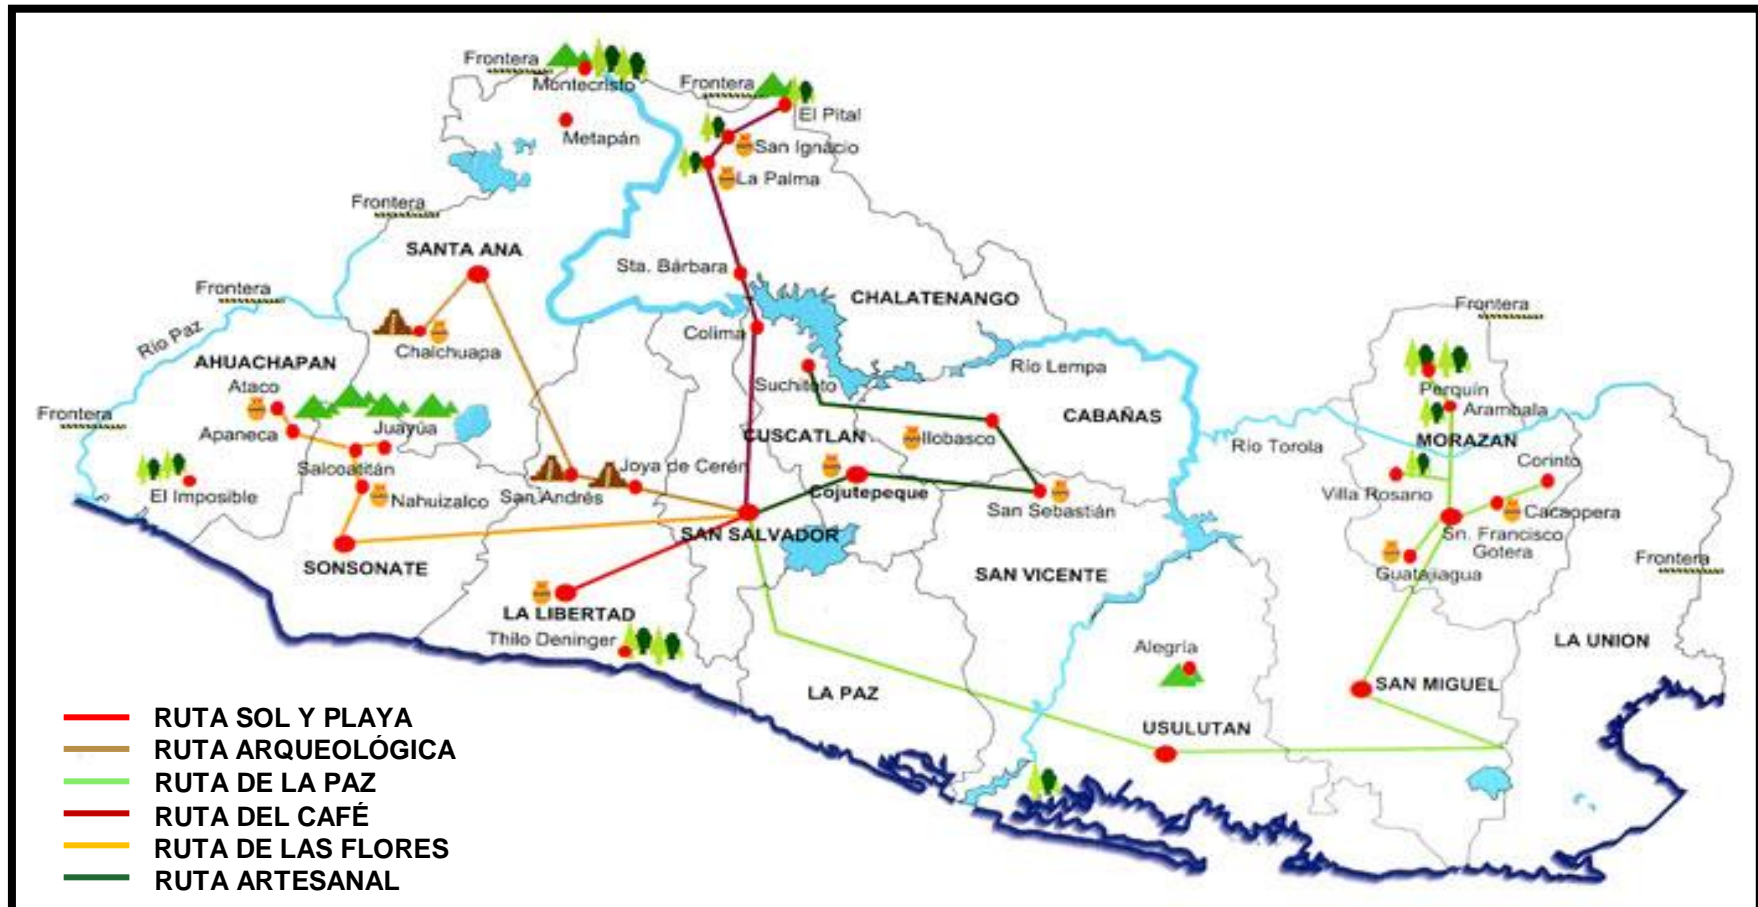 Frontera
Montecristo
Frontera
El Pital
Metapán
San Ignacio
La Palma
Frontera
SANTA ANA
Sta. Bárbara
CHALATENANGO
Frontera
Frontera
Río Paz
Colima
Chalchuapa
AHUACHAPAN
Río Lempa
Suchitoto
Perquín
Ataco
Arambala
Frontera
CABAÑAS
Apaneca
Juayúa
CUSCATLAN
Ilobasco
MORAZAN
Río Torola
Salcoatitán
Joya de Cerén
Corinto
El Imposible
Nahuizalco
San Andrés
Cojutepeque
Villa Rosario
San Sebastián
Cacaopera
SAN SALVADOR
Sn. Francisco
Gotera
SONSONATE
SAN VICENTE
Guatajiagua
Frontera
LA LIBERTAD
Thilo Deninger
Alegría
LA UNION
LA PAZ
SAN MIGUEL
USULUTAN
RUTA SOL Y PLAYA
RUTA ARQUEOLÓGICA
RUTA DE LA PAZ
RUTA DEL CAFÉ
RUTA DE LAS FLORES
RUTA ARTESANAL